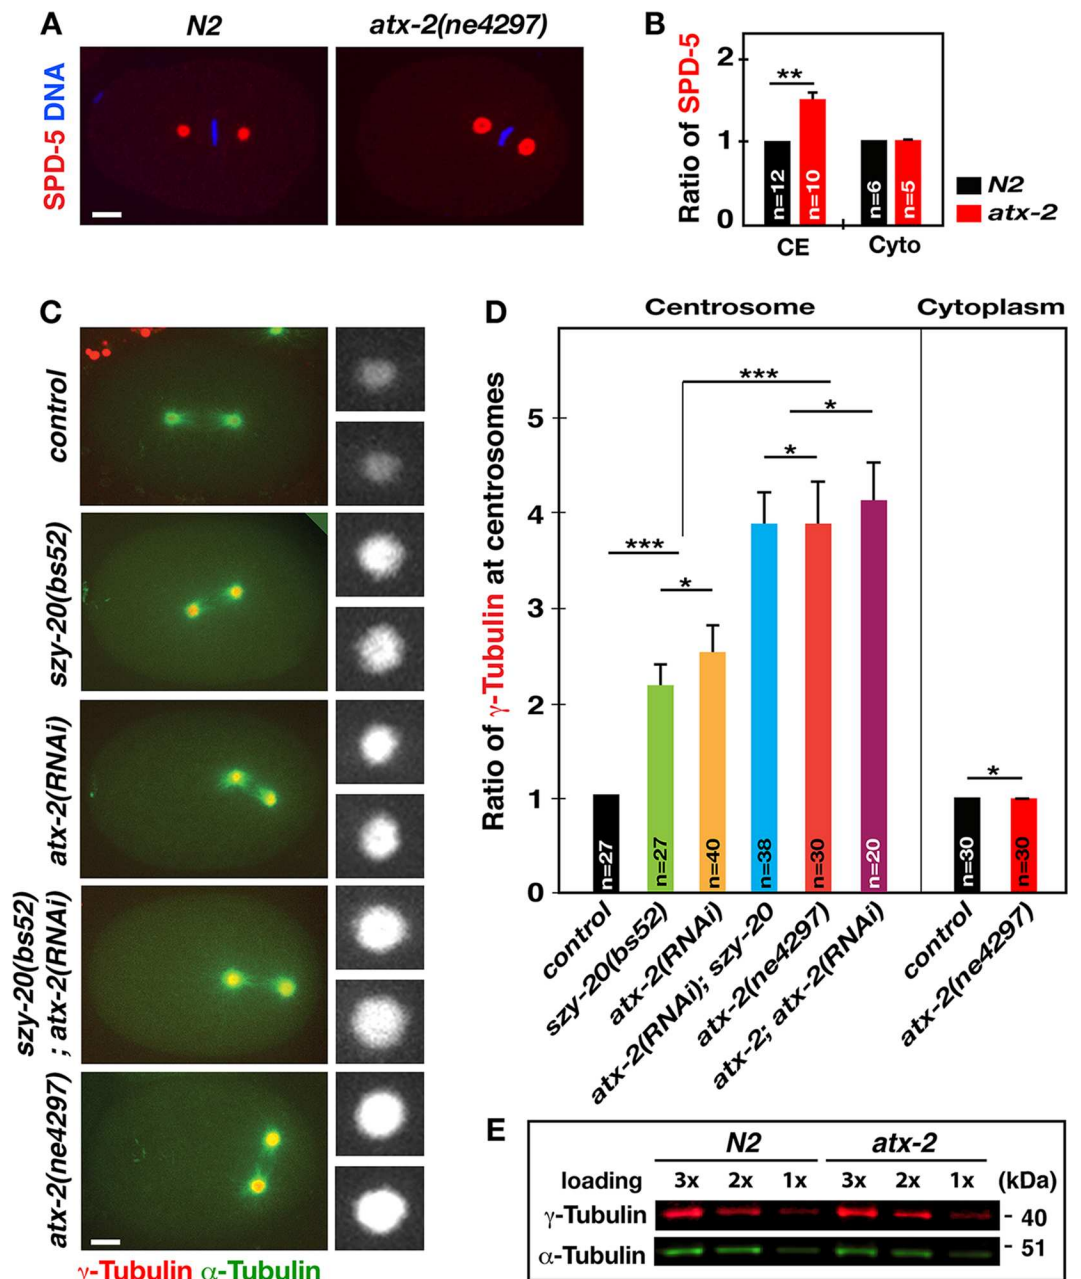 A
N2
atx-2(ne4297)
SPD-5 DNA
B
Ratio of SPD-5
2
1
0
**
n=12
n=10
n=6
n=5
CE
Cyto
N2
atx-2
C
control
szy-20(bs52)
atx-2(RNAi)
szy-20(bs52)
; atx-2(RNAi)
atx-2(ne4297)
γ-Tubulin α-Tubulin
D
Centrosome
Cytoplasm
Ratio of γ-Tubulin at centrosomes
5
4
3
2
1
0
***
*
***
*
*
*
n=27
n=27
n=40
n=38
n=30
n=20
n=30
n=30
control
szy-20(bs52)
atx-2(RNAi)
atx-2(RNAi); szy-20
atx-2(ne4297)
atx-2; atx-2(RNAi)
control
atx-2(ne4297)
E
N2
atx-2
loading 3x 2x 1x 3x 2x 1x (kDa)
γ-Tubulin - 40
α-Tubulin - 51